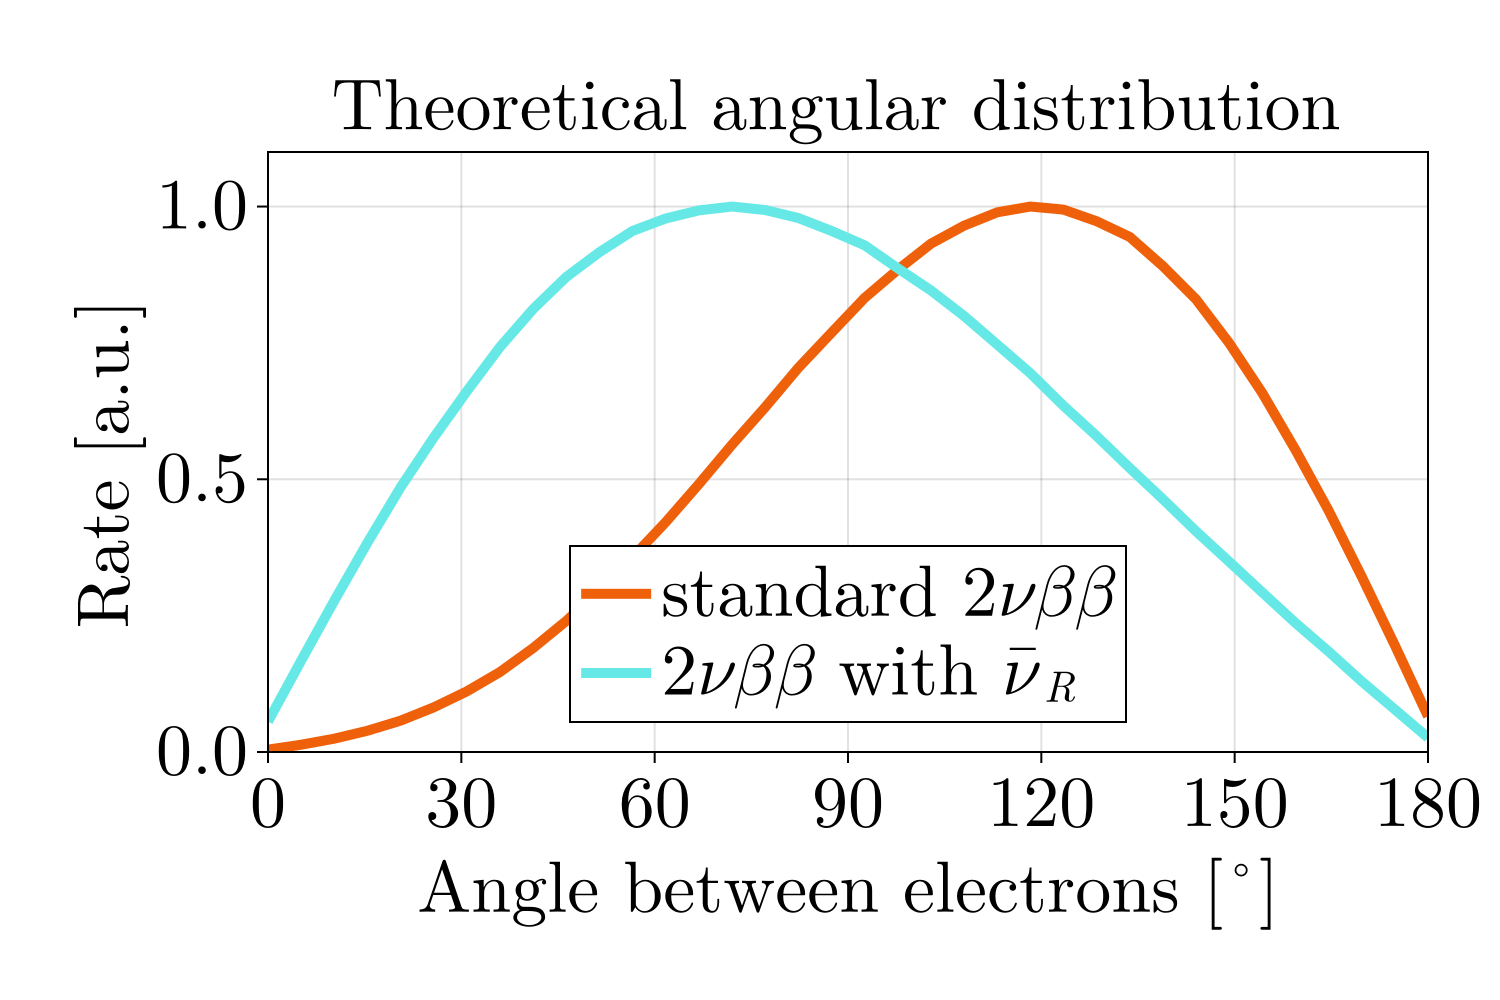 Theoretical angular distribution
Rate [a.u.]
1.0
0.5
0.0
standard 2νββ
2νββ with ν̄_R
0 30 60 90 120 150 180
Angle between electrons [°]